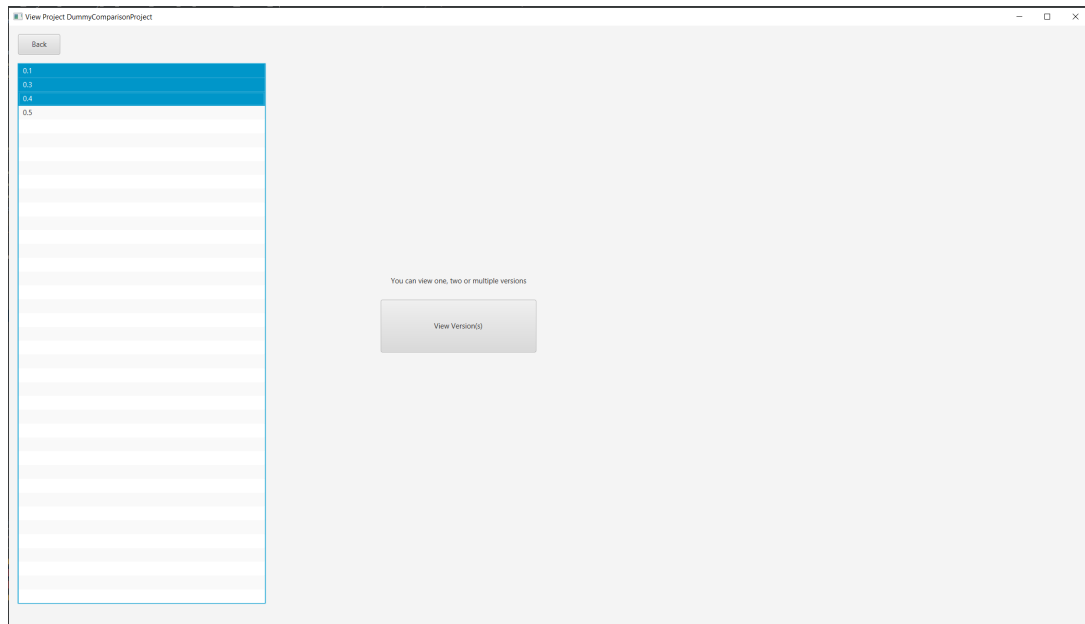 View Project DummyComparisonProject
Back
0.1
0.3
0.4
0.5
You can view one, two or multiple versions
View Version(s)